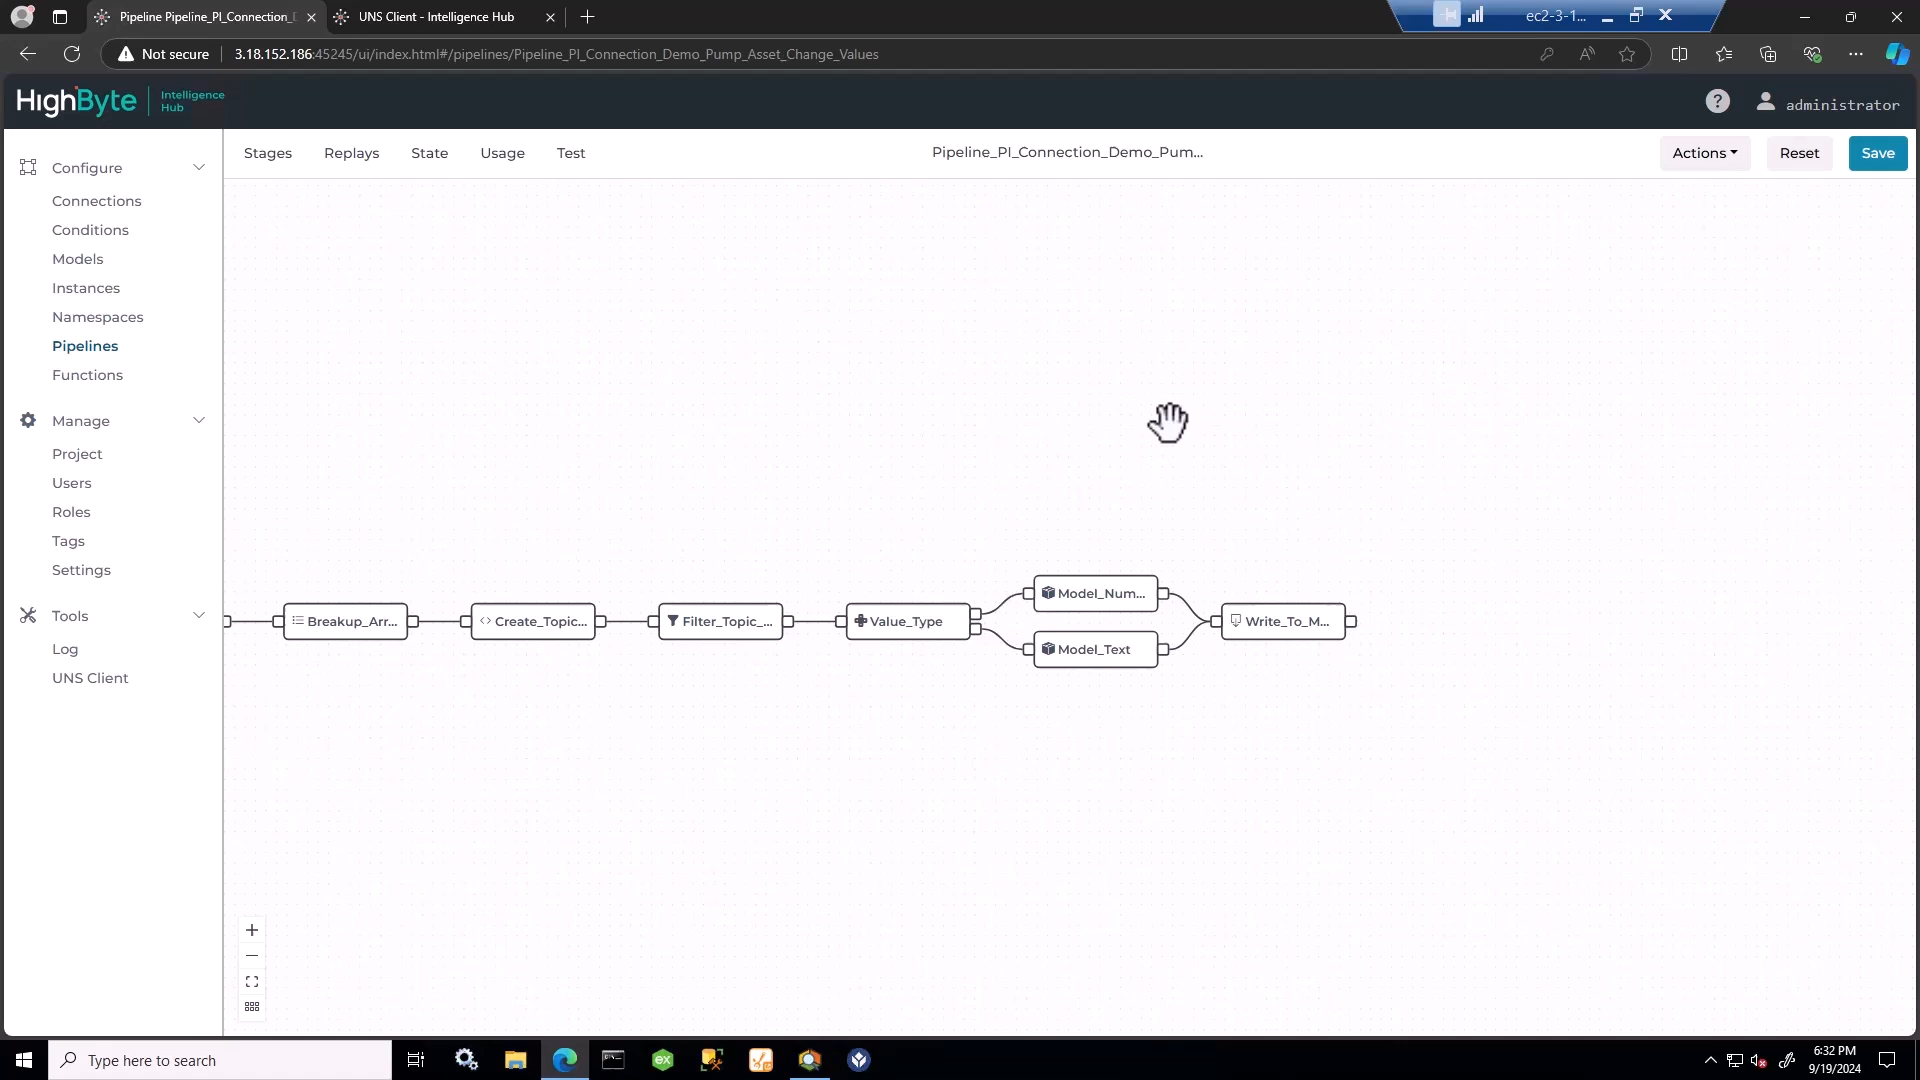 Pipeline Pipeline_PI_Connection_D
UNS Client - Intelligence Hub
ec2-3-1...
Not secure
3.18.152.186:45245/ui/index.html#/pipelines/Pipeline_PI_Connection_Demo_Pump_Asset_Change_Values
HighByte
Intelligence
Hub
administrator
Configure
Connections
Conditions
Models
Instances
Namespaces
Pipelines
Functions
Manage
Project
Users
Roles
Tags
Settings
Tools
Log
UNS Client
Stages
Replays
State
Usage
Test
Pipeline_PI_Connection_Demo_Pum...
Actions
Reset
Save
Breakup_Arr...
Create_Topic...
Filter_Topic_...
Value_Type
Model_Num...
Model_Text
Write_To_M...
Type here to search
6:32 PM
9/19/2024